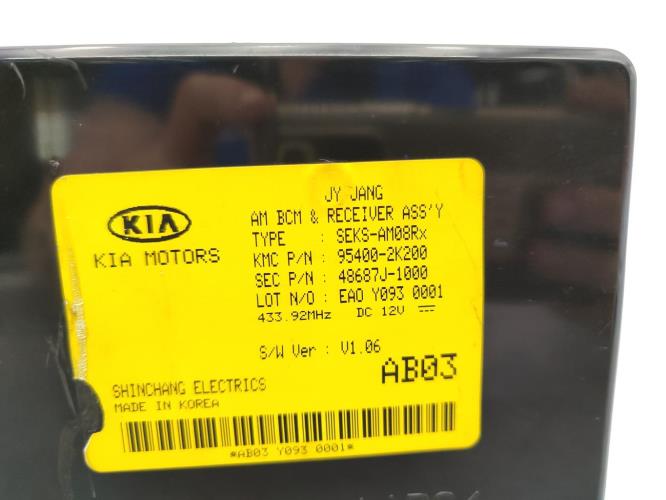 JY JANG
KIA
KIA MOTORS
AM BCM & RECEIVER ASS'Y
TYPE : SEKS-AM08Rx
KMC P/N : 95400-2K200
SEC P/N : 48687J-1000
LOT N/O : EAO Y093 0001
433.92MHz DC 12V
S/W Ver : V1.06
AB03
SHINCHANG ELECTRICS
MADE IN KOREA
*AB03 Y093 0001*